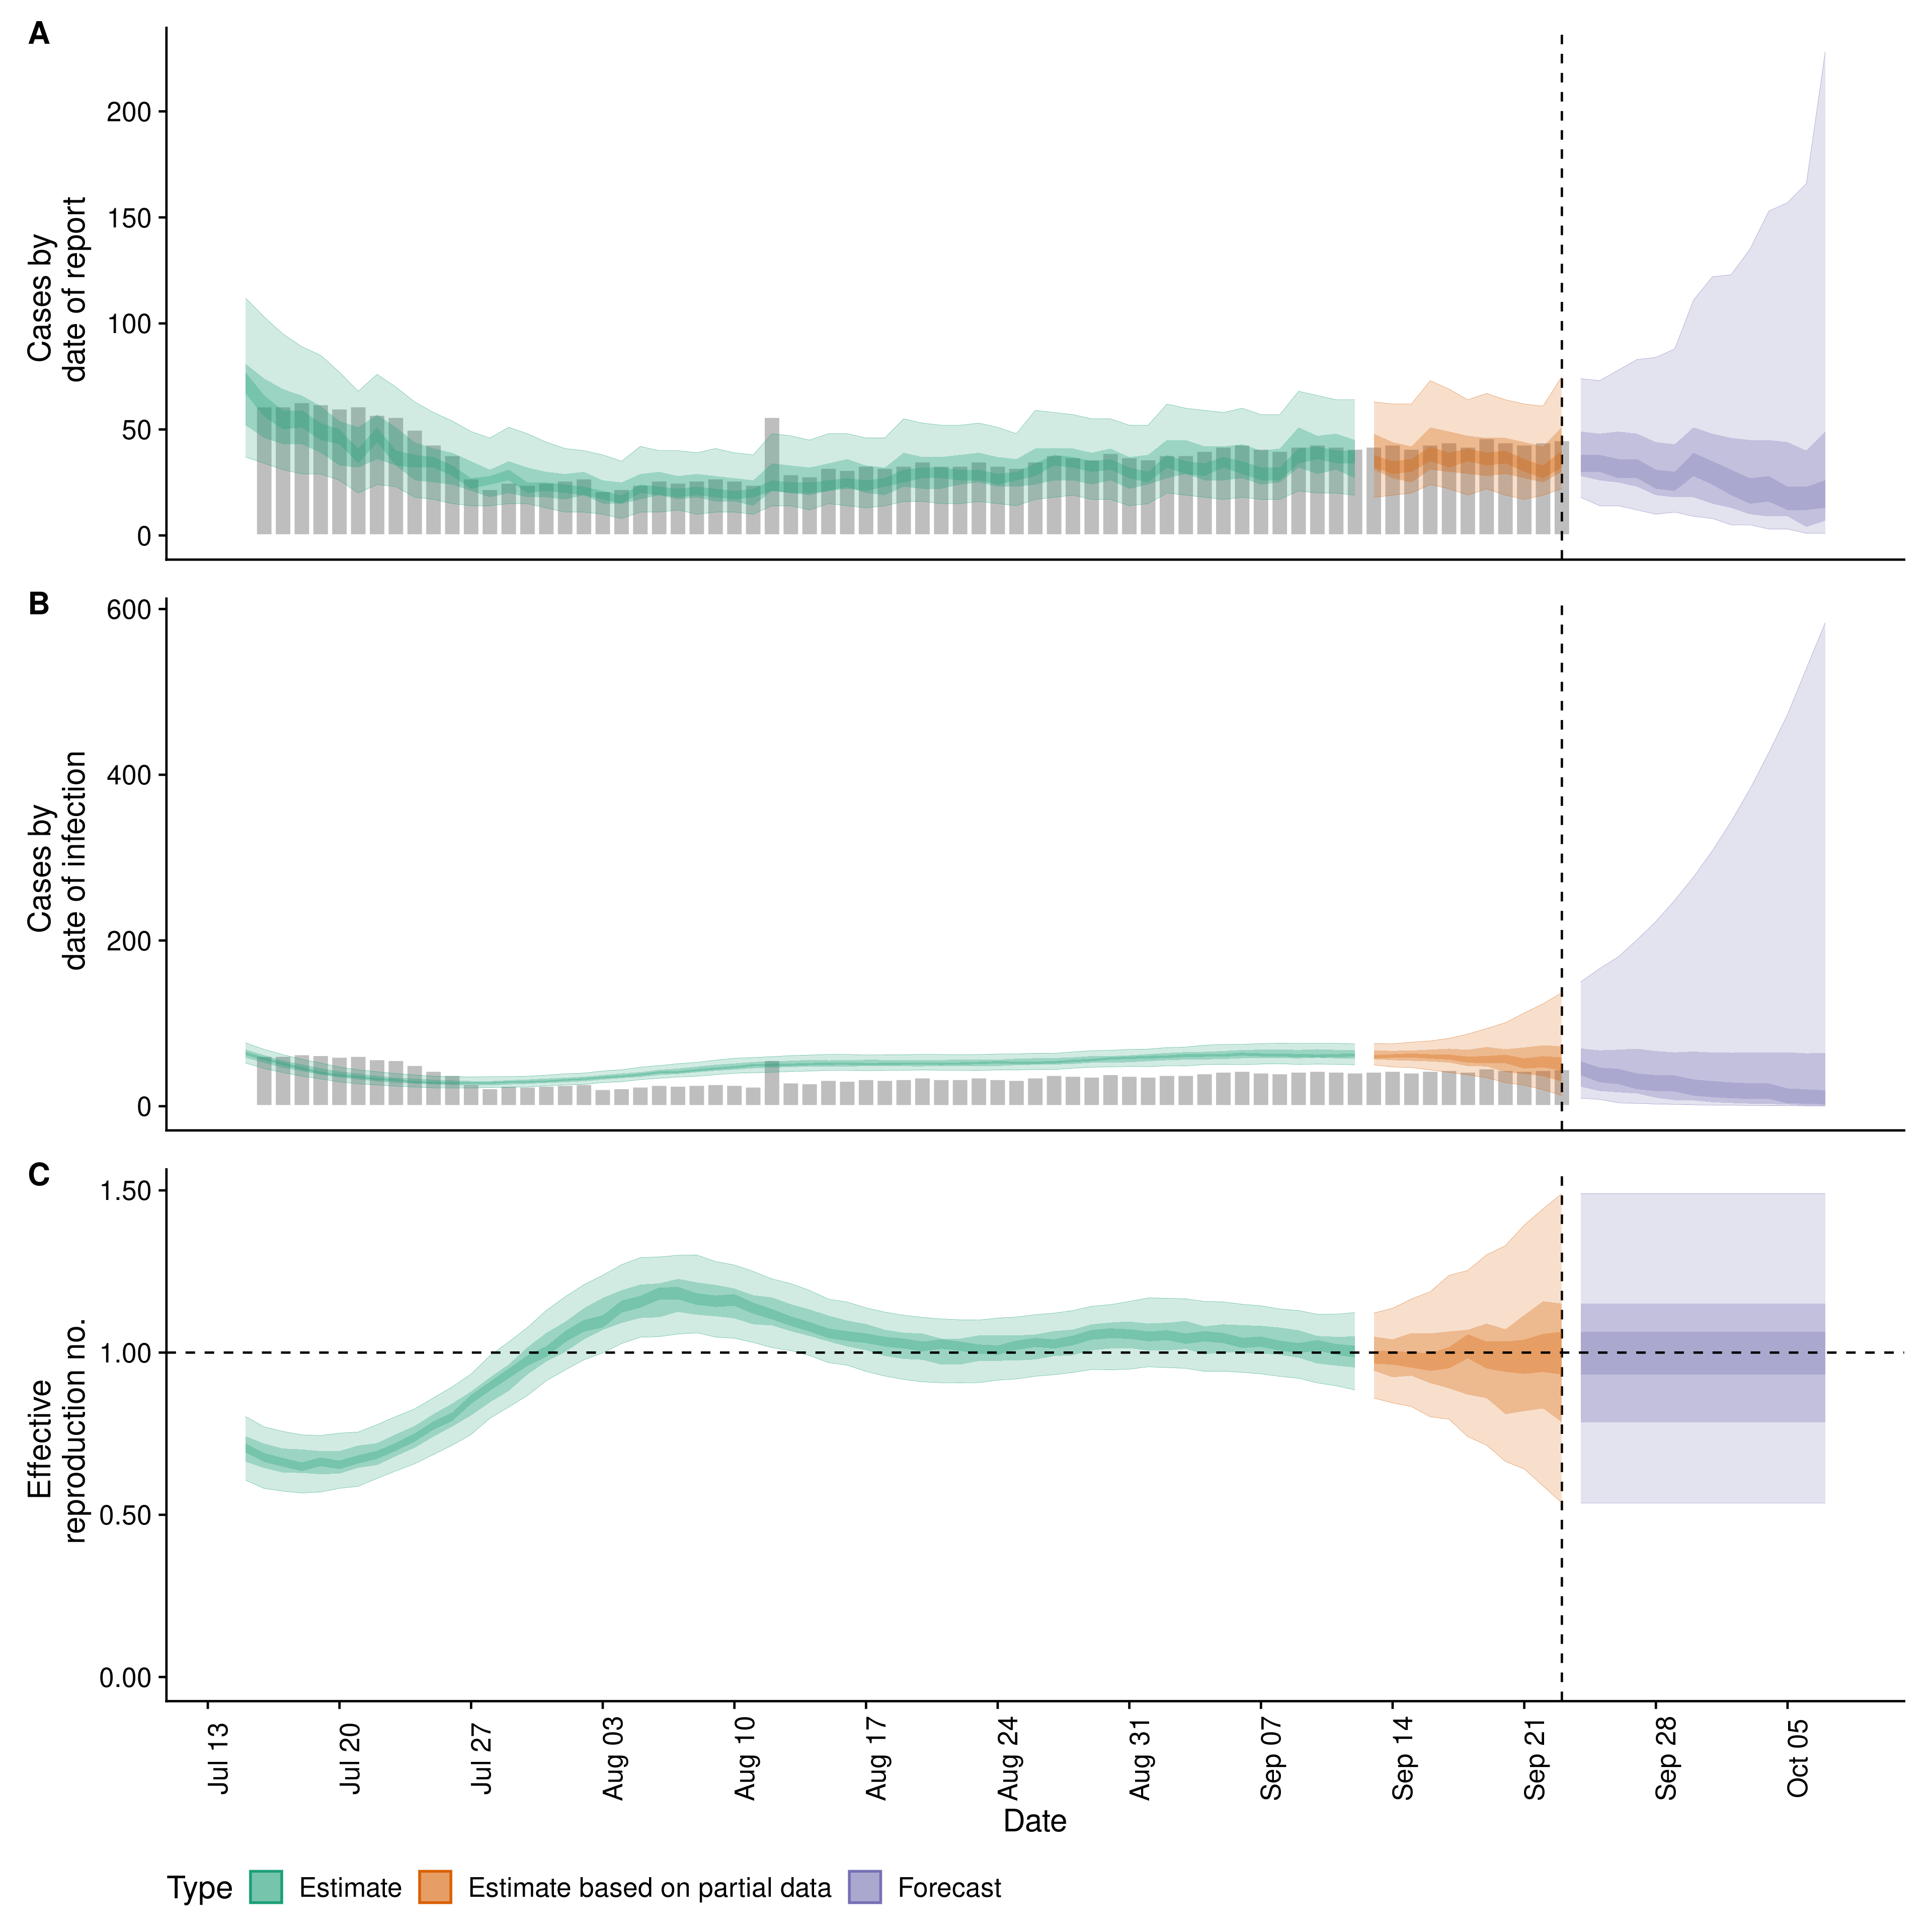 A
Cases by
date of report
200
150
100
50
0
B
Cases by
date of infection
600
400
200
0
C
Effective
reproduction no.
1.50
1.00
0.50
0.00
Jul 13
Jul 20
Jul 27
Aug 03
Aug 10
Aug 17
Aug 24
Aug 31
Sep 07
Sep 14
Sep 21
Sep 28
Oct 05
Date
Type Estimate Estimate based on partial data Forecast